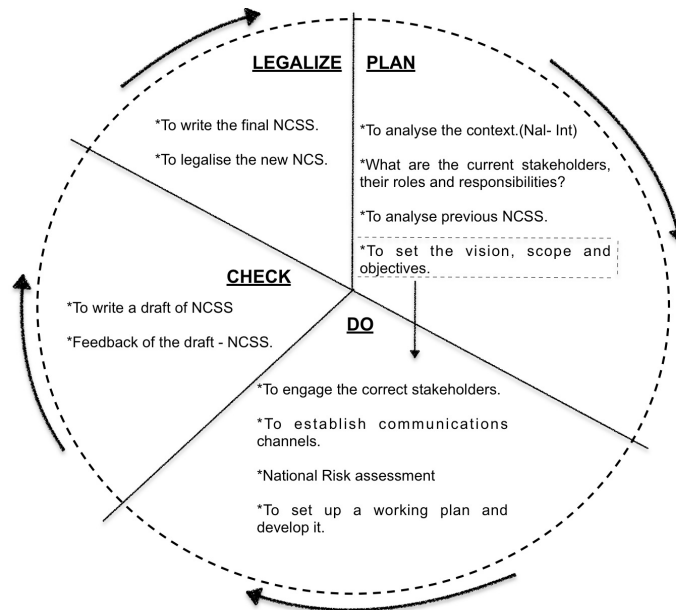 LEGALIZE
*To write the final NCSS.
*To legalise the new NCS.
PLAN
*To analyse the context.(Nal- Int)
*What are the current stakeholders,
their roles and responsibilities?
*To analyse previous NCSS.
*To set the vision, scope and
objectives.
DO
*To engage the correct stakeholders.
*To establish communications
channels.
*National Risk assessment
*To set up a working plan and
develop it.
CHECK
*To write a draft of NCSS
*Feedback of the draft - NCSS.